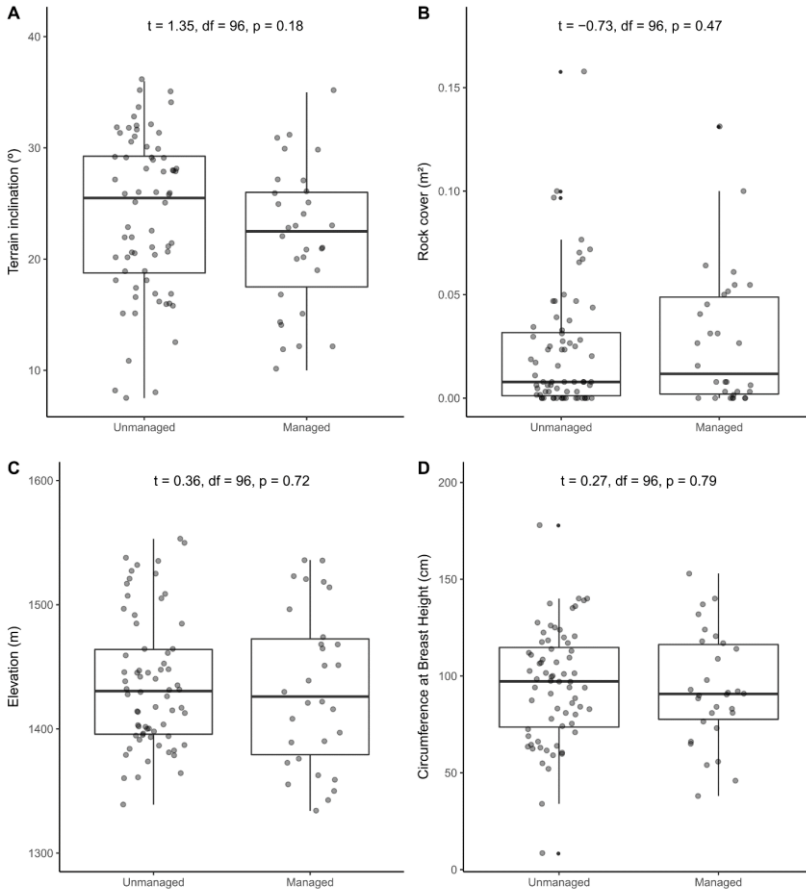 A
t = 1.35, df = 96, p = 0.18
40
30
20
10
Terrain inclination (º)
Unmanaged
Managed
B
t = −0.73, df = 96, p = 0.47
0.15
0.10
0.05
0.00
Rock cover (m²)
Unmanaged
Managed
C
t = 0.36, df = 96, p = 0.72
1600
1500
1400
1300
Elevation (m)
Unmanaged
Managed
D
t = 0.27, df = 96, p = 0.79
200
150
100
50
0
Circumference at Breast Height (cm)
Unmanaged
Managed